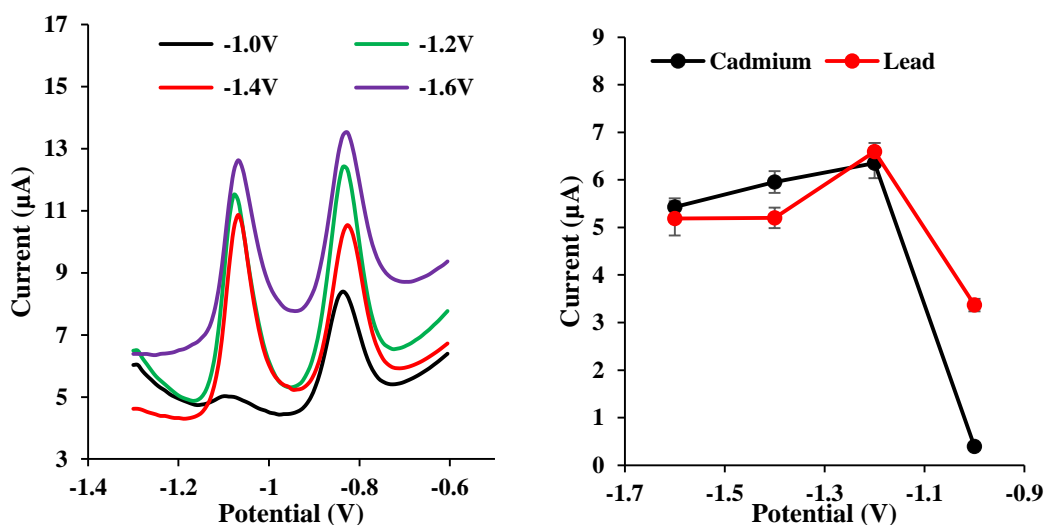 17
15
13
11
9
7
5
3
Current (µA)
-1.0V
-1.2V
-1.4V
-1.6V
-1.4
-1.2
-1
-0.8
-0.6
Potential (V)
9
8
7
6
5
4
3
2
1
0
Current (µA)
Cadmium
Lead
-1.7
-1.5
-1.3
-1.1
-0.9
Potential (V)